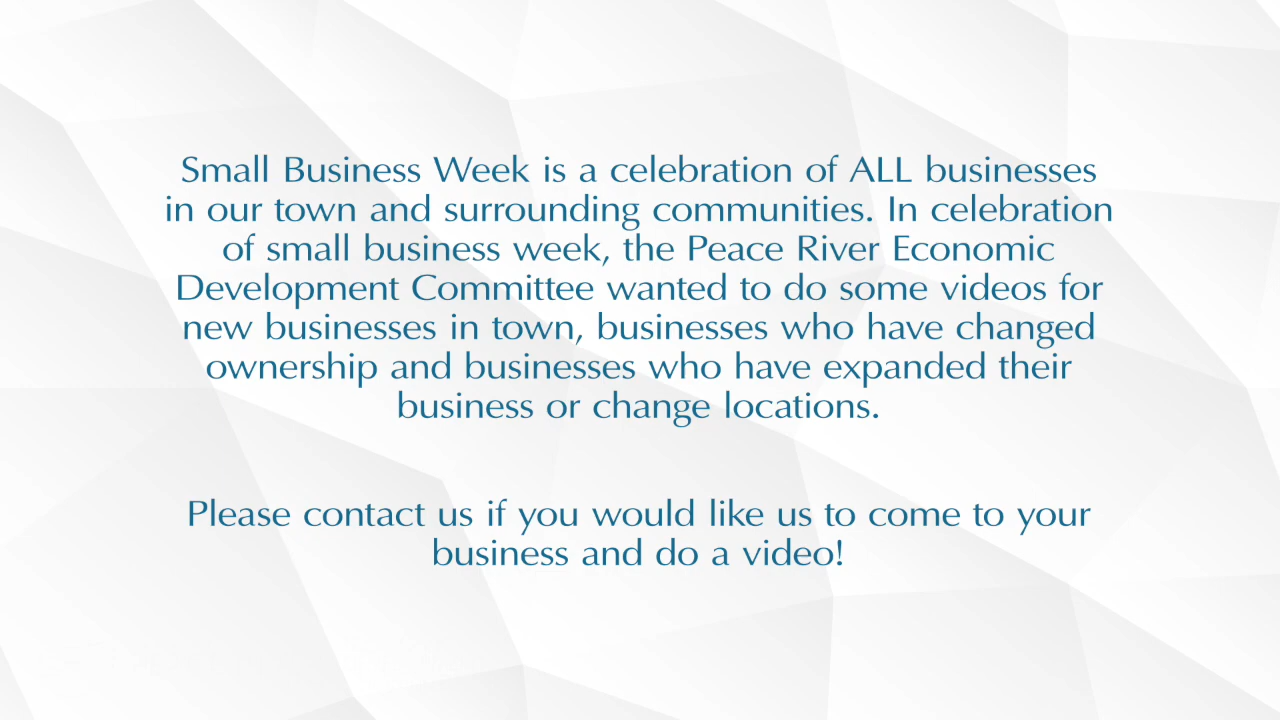 Small Business Week is a celebration of ALL businesses
in our town and surrounding communities. In celebration
of small business week, the Peace River Economic
Development Committee wanted to do some videos for
new businesses in town, businesses who have changed
ownership and businesses who have expanded their
business or change locations.
Please contact us if you would like us to come to your
business and do a video!